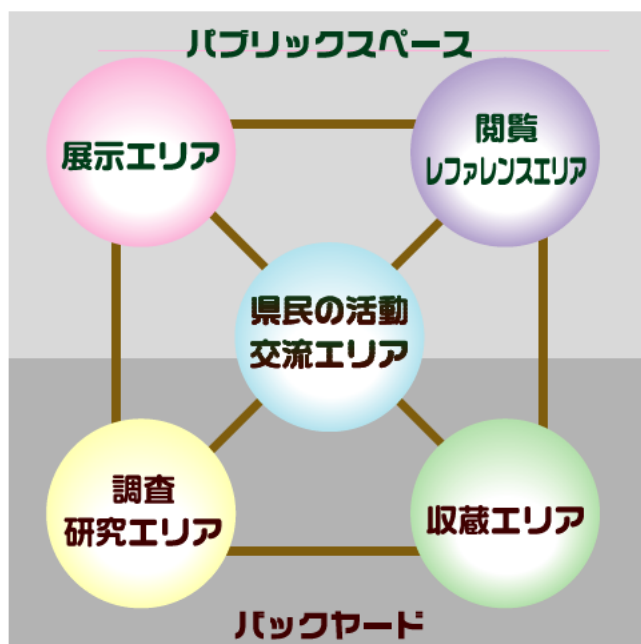 パブリックスペース
展示エリア
閲覧
レファレンスエリア
県民の活動
交流エリア
調査
研究エリア
収蔵エリア
バックヤード